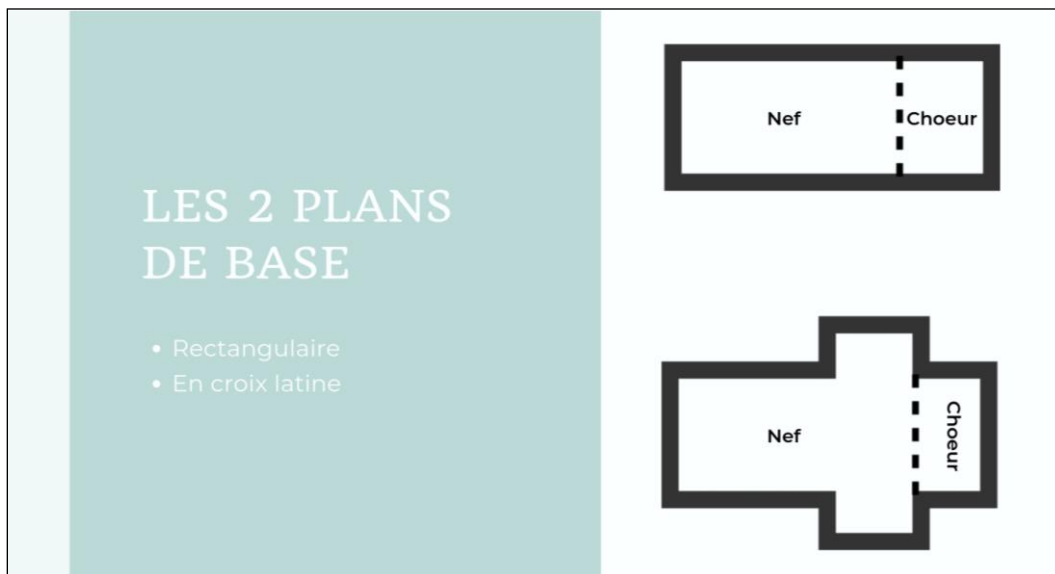 LES 2 PLANS
DE BASE
• Rectangulaire
• En croix latine
Nef
Choeur
Nef
Choeur